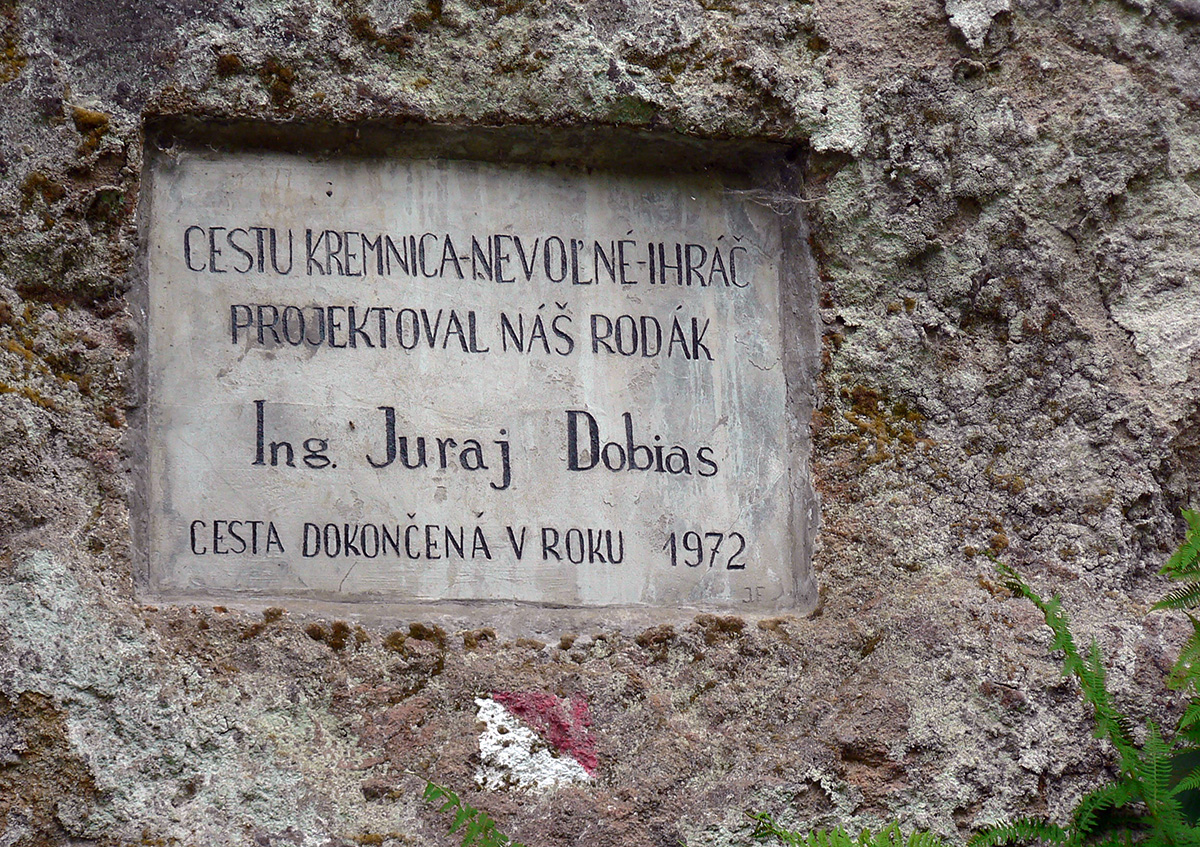 CESTU KREMNICA-NEVOĽNÉ-IHRÁČ
PROJEKTOVAL NÁŠ RODÁK
Ing. Juraj Dobias
CESTA DOKONČENÁ V ROKU 1972
JF